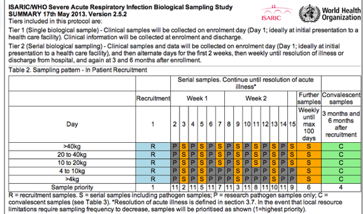 ISARIC/WHO Severe Acute Respiratory Infection Biological Sampling Study
SUMMARY 17th May 2013. Version 2.5.2
Tiers included in this protocol are:
Tier 1 (Single biological sample) - Clinical samples will be collected on enrolment day (Day 1; ideally at initial presentation to a
health care facility). Clinical information will be collected at enrolment and discharge.
Tier 2 (Serial biological sampling) - Clinical samples and data will be collected on enrolment day (Day 1; ideally at initial
presentation to a health care facility), and then alternate days for the first 2 weeks, then weekly until resolution of illness or
discharge from hospital, and again at 3 and 6 months after enrollment.
ISARIC
World Health
Organization
Table 2. Sampling pattern - In Patient Recruitment
Serial samples. Continue until resolution of acute
illness*
Recruitment Week 1 Week 2 Further samples Convalescent samples
Day 1 2 3 4 5 6 7 8 9 10 11 12 13 14 15 Weekly until max 100 days 3 months and 6 months after recruitment
>40kg R P S P S P S P S P S P S P S S C
20 to 40kg R P S P S P S P S P S P S P S S C
10 to 20kg R
4 to 10kg R
>4kg R
Sample priority 1 11 2 11 5 11
R = recruitment samples. S = serial samples including pathogen samples; P = research pathogen samples only; C =
convalescent samples (see Table 3). *Resolution of acute illness is defined in section 3.7. In the event that local resource
limitations require sampling frequency to decrease, samples will be prioritised as shown (1=highest priority).